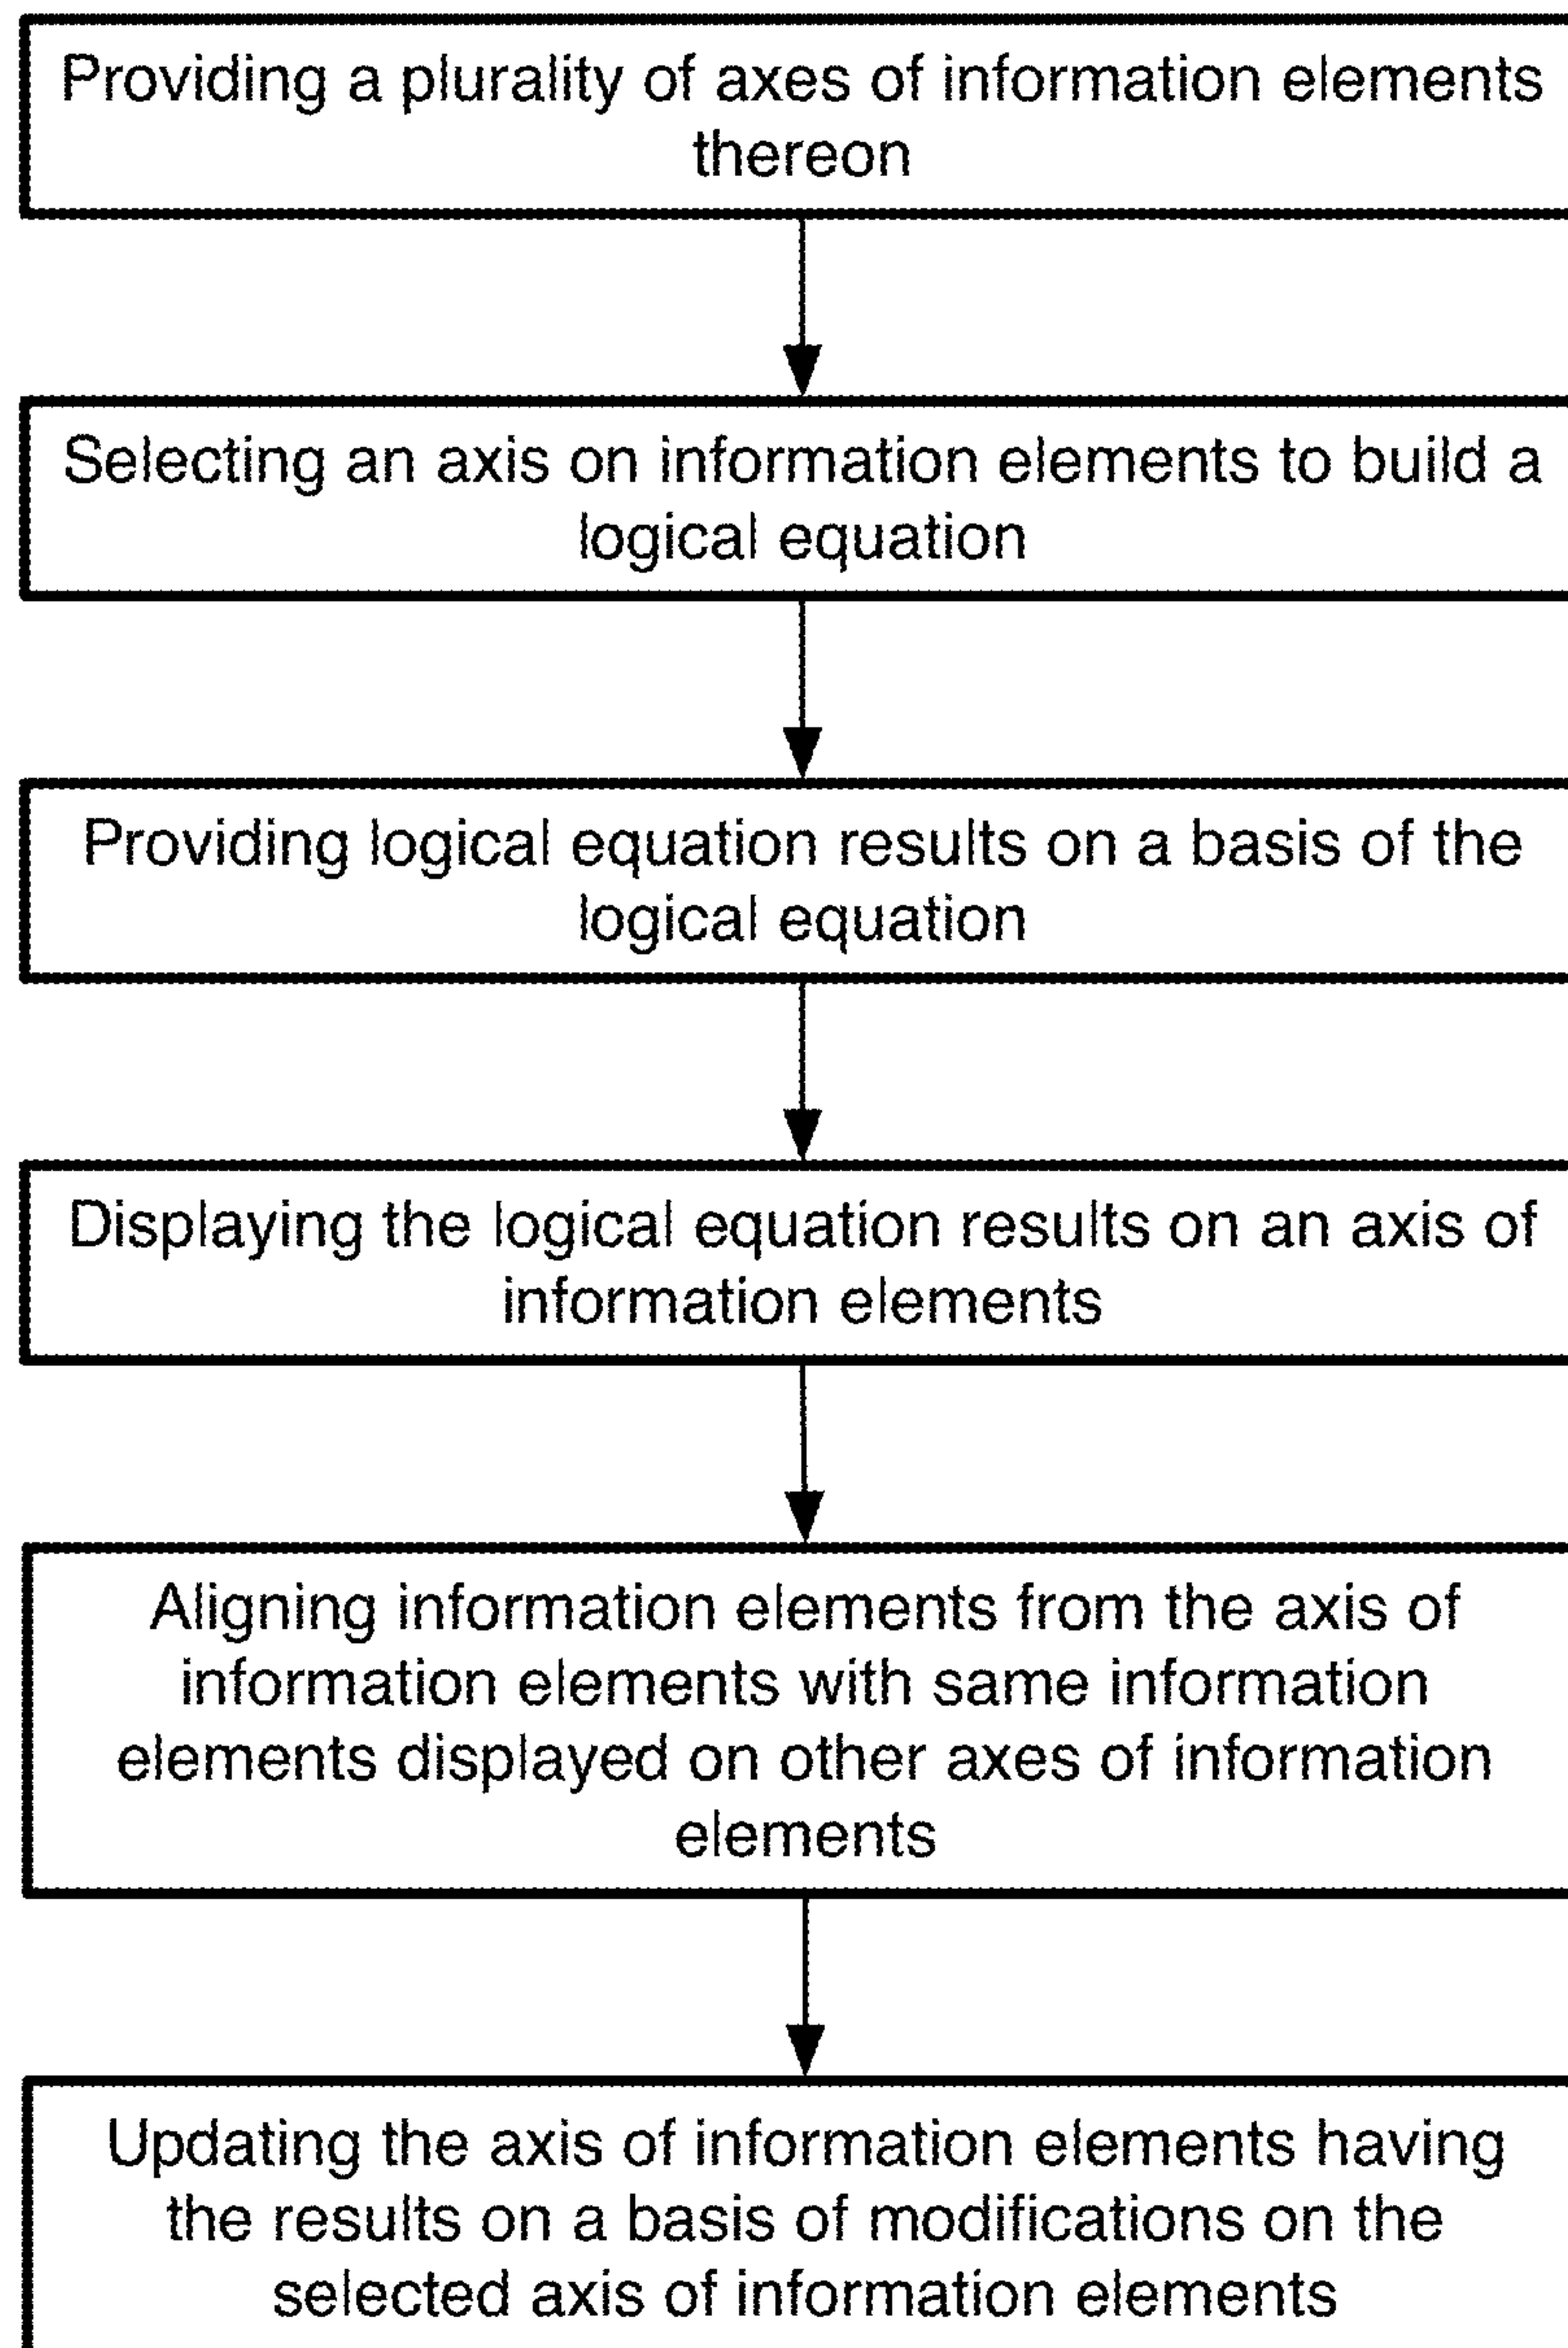 Providing a plurality of axes of information elements
thereon
Selecting an axis on information elements to build a
logical equation
Providing logical equation results on a basis of the
logical equation
Displaying the logical equation results on an axis of
information elements
Aligning information elements from the axis of
information elements with same information
elements displayed on other axes of information
elements
Updating the axis of information elements having
the results on a basis of modifications on the
selected axis of information elements